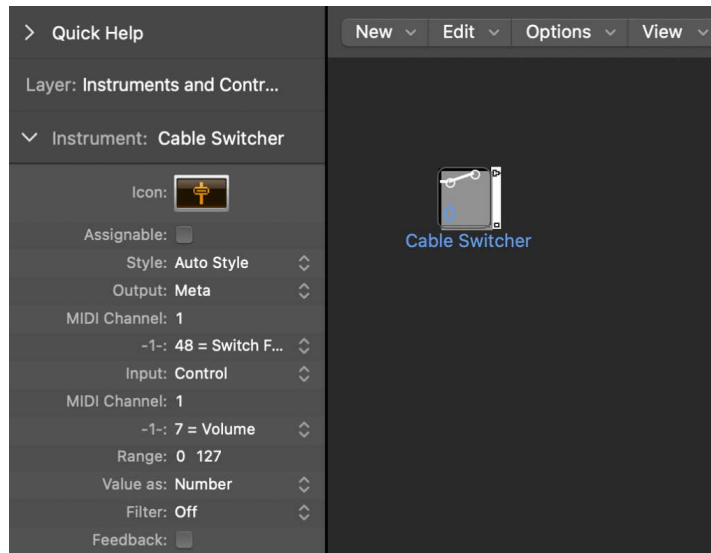 Quick Help
New Edit Options View
Layer: Instruments and Contr...
Instrument: Cable Switcher
Icon:
Assignable:
Style: Auto Style
Output: Meta
MIDI Channel: 1
-1-: 48 = Switch F...
Input: Control
MIDI Channel: 1
-1-: 7 = Volume
Range: 0 127
Value as: Number
Filter: Off
Feedback:
0
Cable Switcher